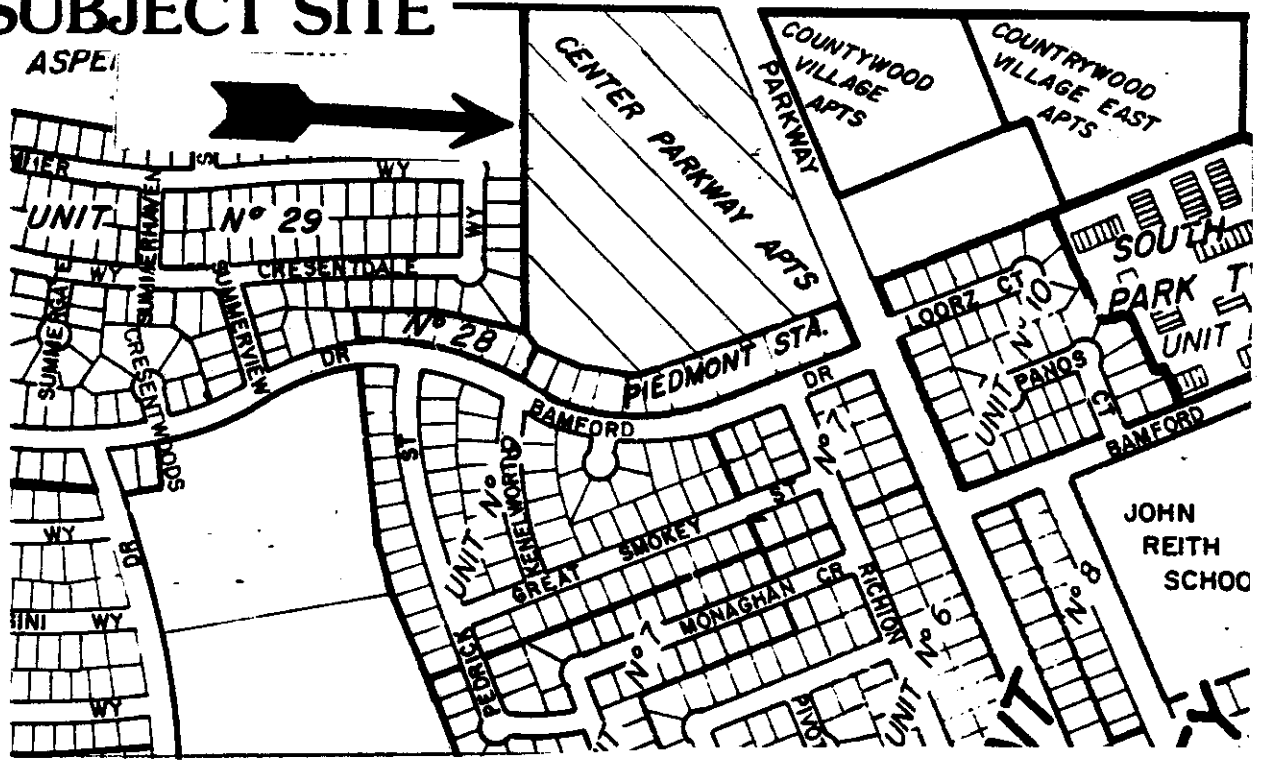 SUBJECT SITE
CENTER PARKWAY APTS
PARKWAY
COUNTYWOOD
VILLAGE
APTS
COUNTRYWOOD
VILLAGE EAST
APTS
WY
UNIT
Nº 29
SUMMERHAVEN
WY
WY
CRESENTDALE
SUMMERVIEW
SUMMERGATE
CRESENTWOODS
Nº 28
DR
PIEDMONT STA.
DR
BAMFORD
LOORZ CT
UNIT Nº 10
PANOS
CT
SOUTH
PARK
UNIT
BAMFORD
JOHN
REITH
ST
UNIT Nº 9
KENELWORTH
GREAT SMOKEY ST
Nº 7
MONAGHAN CR
RICHION
Nº 7
Nº 6
Nº 8
PEDRICK
UNIT
WY
DR
WY
WY